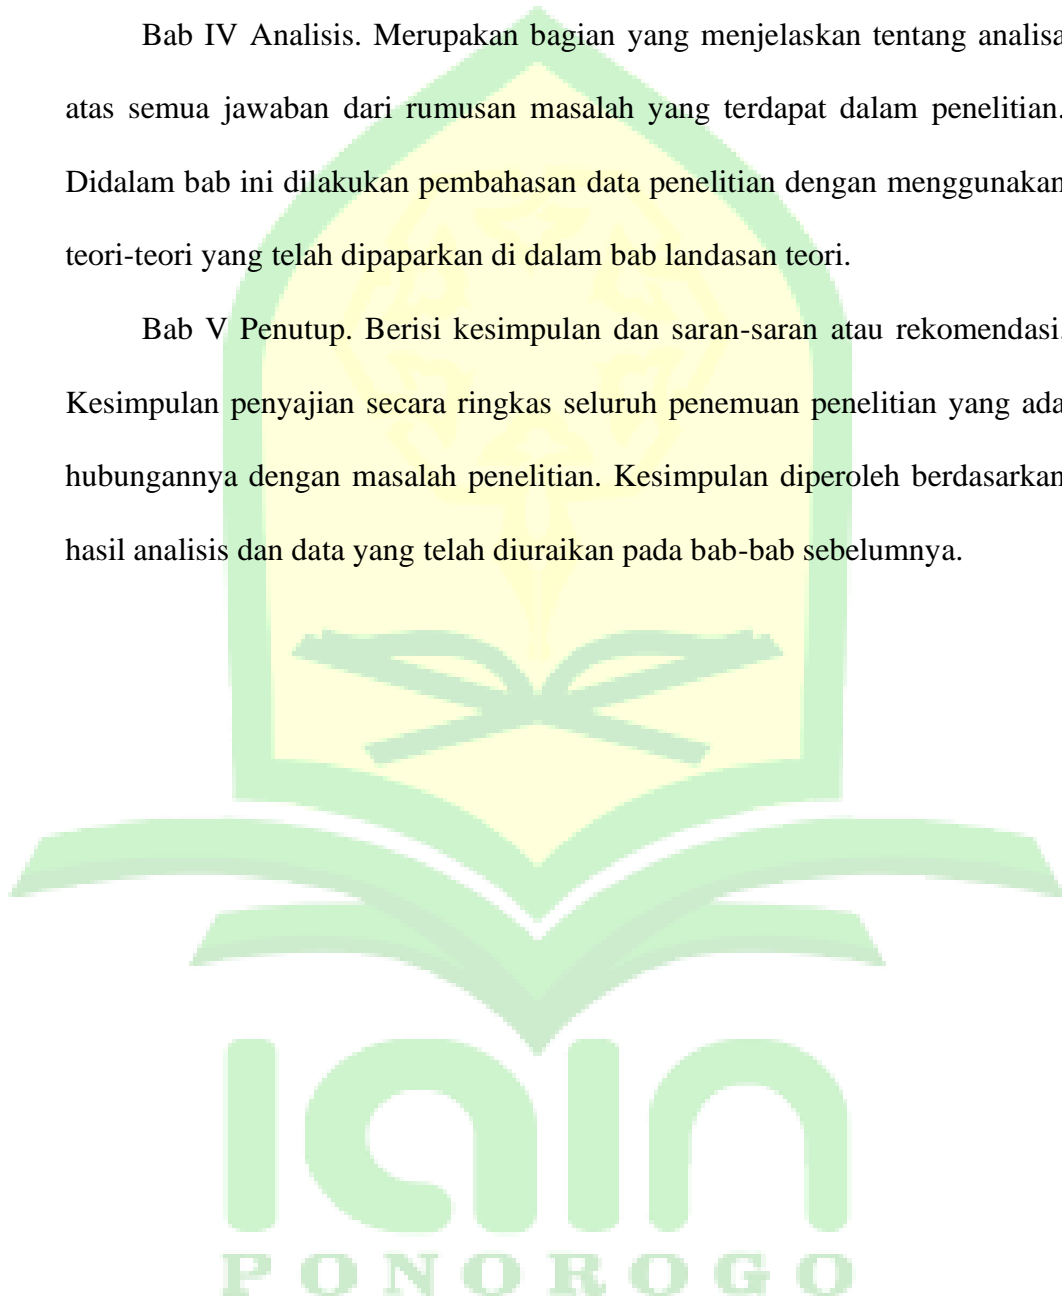 Bab IV Analisis. Merupakan bagian yang menjelaskan tentang analisa
atas semua jawaban dari rumusan masalah yang terdapat dalam penelitian.
Didalam bab ini dilakukan pembahasan data penelitian dengan menggunakan
teori-teori yang telah dipaparkan di dalam bab landasan teori.
Bab V Penutup. Berisi kesimpulan dan saran-saran atau rekomendasi.
Kesimpulan penyajian secara ringkas seluruh penemuan penelitian yang ada
hubungannya dengan masalah penelitian. Kesimpulan diperoleh berdasarkan
hasil analisis dan data yang telah diuraikan pada bab-bab sebelumnya.
iain
PONOROGO